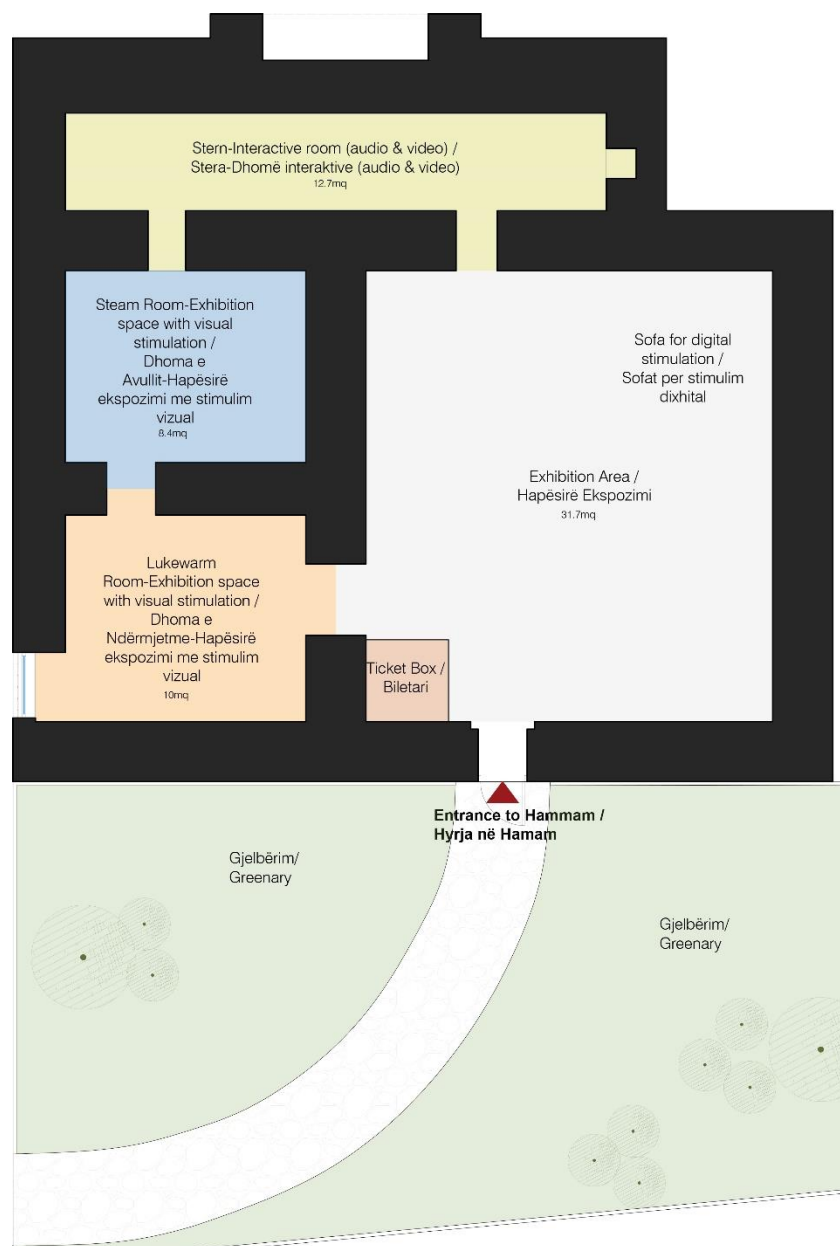 Stern-Interactive room (audio & video) /
Stera-Dhomë interaktive (audio & video)
12.7mq
Steam Room-Exhibition
space with visual
stimulation /
Dhoma e
Avullit-Hapësirë
ekspozimi me stimulim
vizual
8.4mq
Sofa for digital
stimulation /
Sofat per stimulim
dixhital
Exhibition Area /
Hapësirë Ekspozimi
31.7mq
Lukewarm
Room-Exhibition space
with visual stimulation /
Dhoma e
Ndërmjetme-Hapësirë
ekspozimi me stimulim
vizual
10mq
Ticket Box /
Biletari
Entrance to Hammam /
Hyrja në Hamam
Gjelbërim/
Greenary
Gjelbërim/
Greenary